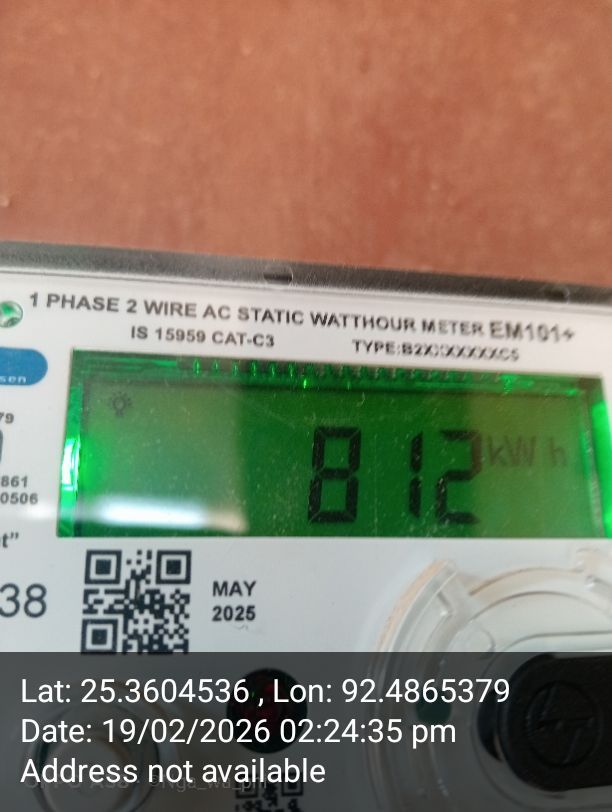 1 PHASE 2 WIRE AC STATIC WATTHOUR METER EM101+
IS 15959 CAT-C3
TYPE:B2XXXXXXXC5
sen
79
861
0506
t"
812 kWh
38
MAY
2025
Lat: 25.3604536 , Lon: 92.4865379
Date: 19/02/2026 02:24:35 pm
Address not available